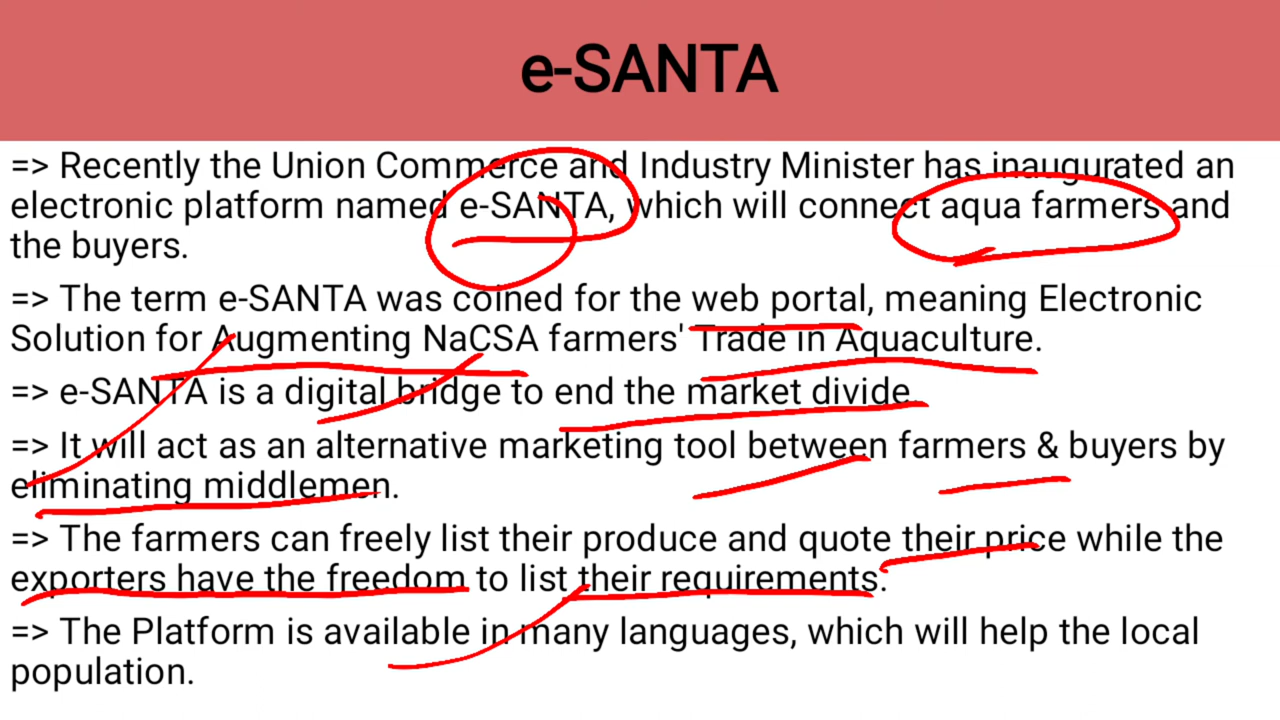 e-SANTA
=> Recently the Union Commerce and Industry Minister has inaugurated an
electronic platform named e-SANTA, which will connect aqua farmers and
the buyers.
=> The term e-SANTA was coined for the web portal, meaning Electronic
Solution for Augmenting NaCSA farmers' Trade in Aquaculture.
=> e-SANTA is a digital bridge to end the market divide.
=> It will act as an alternative marketing tool between farmers & buyers by
eliminating middlemen.
=> The farmers can freely list their produce and quote their price while the
exporters have the freedom to list their requirements.
=> The Platform is available in many languages, which will help the local
population.